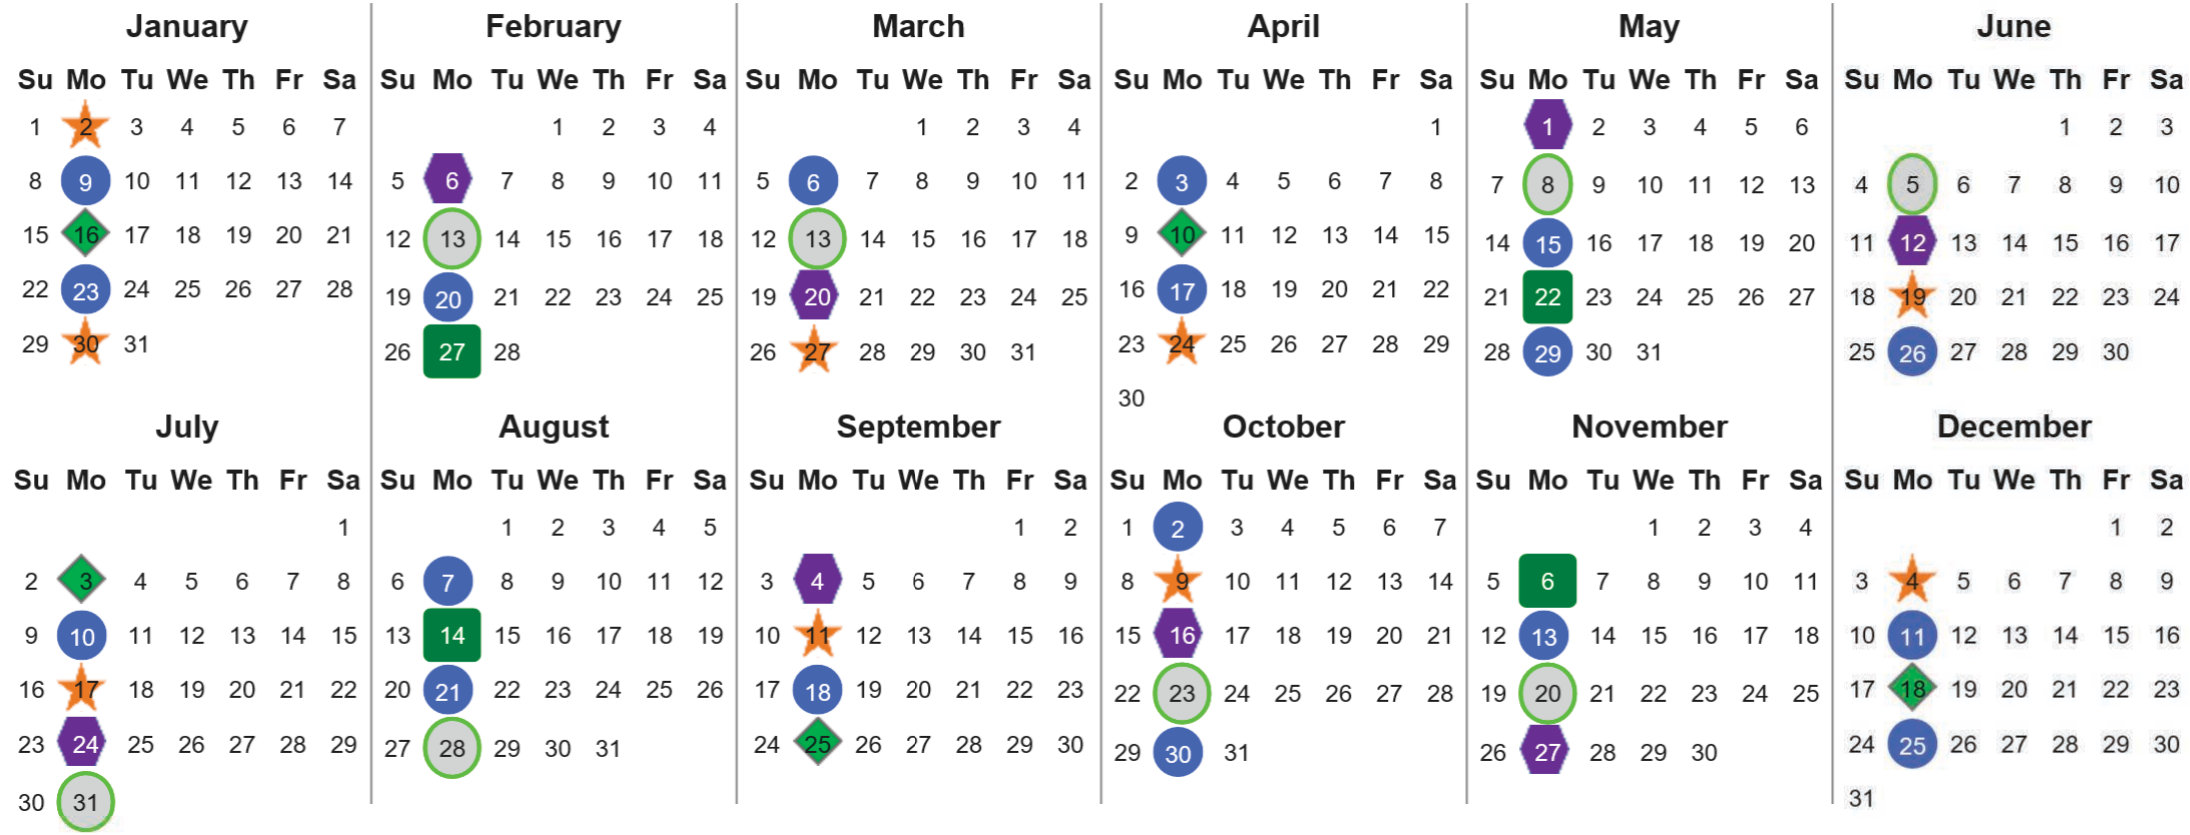 January
Su Mo Tu We Th Fr Sa
1 2 3 4 5 6 7
8 9 10 11 12 13 14
15 16 17 18 19 20 21
22 23 24 25 26 27 28
29 30 31
February
Su Mo Tu We Th Fr Sa
1 2 3 4
5 6 7 8 9 10 11
12 13 14 15 16 17 18
19 20 21 22 23 24 25
26 27 28
March
Su Mo Tu We Th Fr Sa
1 2 3 4
5 6 7 8 9 10 11
12 13 14 15 16 17 18
19 20 21 22 23 24 25
26 27 28 29 30 31
April
Su Mo Tu We Th Fr Sa
1
2 3 4 5 6 7 8
9 10 11 12 13 14 15
16 17 18 19 20 21 22
23 24 25 26 27 28 29
30
May
Su Mo Tu We Th Fr Sa
1 2 3 4 5 6
7 8 9 10 11 12 13
14 15 16 17 18 19 20
21 22 23 24 25 26 27
28 29 30 31
June
Su Mo Tu We Th Fr Sa
1 2 3
4 5 6 7 8 9 10
11 12 13 14 15 16 17
18 19 20 21 22 23 24
25 26 27 28 29 30
July
Su Mo Tu We Th Fr Sa
1
2 3 4 5 6 7 8
9 10 11 12 13 14 15
16 17 18 19 20 21 22
23 24 25 26 27 28 29
30 31
August
Su Mo Tu We Th Fr Sa
1 2 3 4 5
6 7 8 9 10 11 12
13 14 15 16 17 18 19
20 21 22 23 24 25 26
27 28 29 30 31
September
Su Mo Tu We Th Fr Sa
1 2
3 4 5 6 7 8 9
10 11 12 13 14 15 16
17 18 19 20 21 22 23
24 25 26 27 28 29 30
October
Su Mo Tu We Th Fr Sa
1 2 3 4 5 6 7
8 9 10 11 12 13 14
15 16 17 18 19 20 21
22 23 24 25 26 27 28
29 30 31
November
Su Mo Tu We Th Fr Sa
1 2 3 4
5 6 7 8 9 10 11
12 13 14 15 16 17 18
19 20 21 22 23 24 25
26 27 28 29 30
December
Su Mo Tu We Th Fr Sa
1 2
3 4 5 6 7 8 9
10 11 12 13 14 15 16
17 18 19 20 21 22 23
24 25 26 27 28 29 30
31